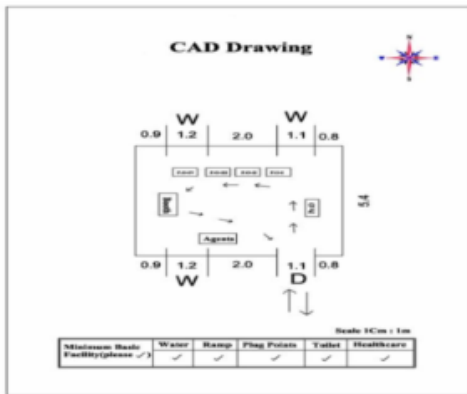 CAD Drawing
N
S
W W
0.9 1.2 2.0 1.1 0.8
5.4
Agents
0.9 1.2 2.0 1.1 0.8
W D
Scale 1Cm : 1m
Minimum Basic Facility(please ✓) Water Ramp Plug Points Toilet Healthcare
✓ ✓ ✓ ✓ ✓